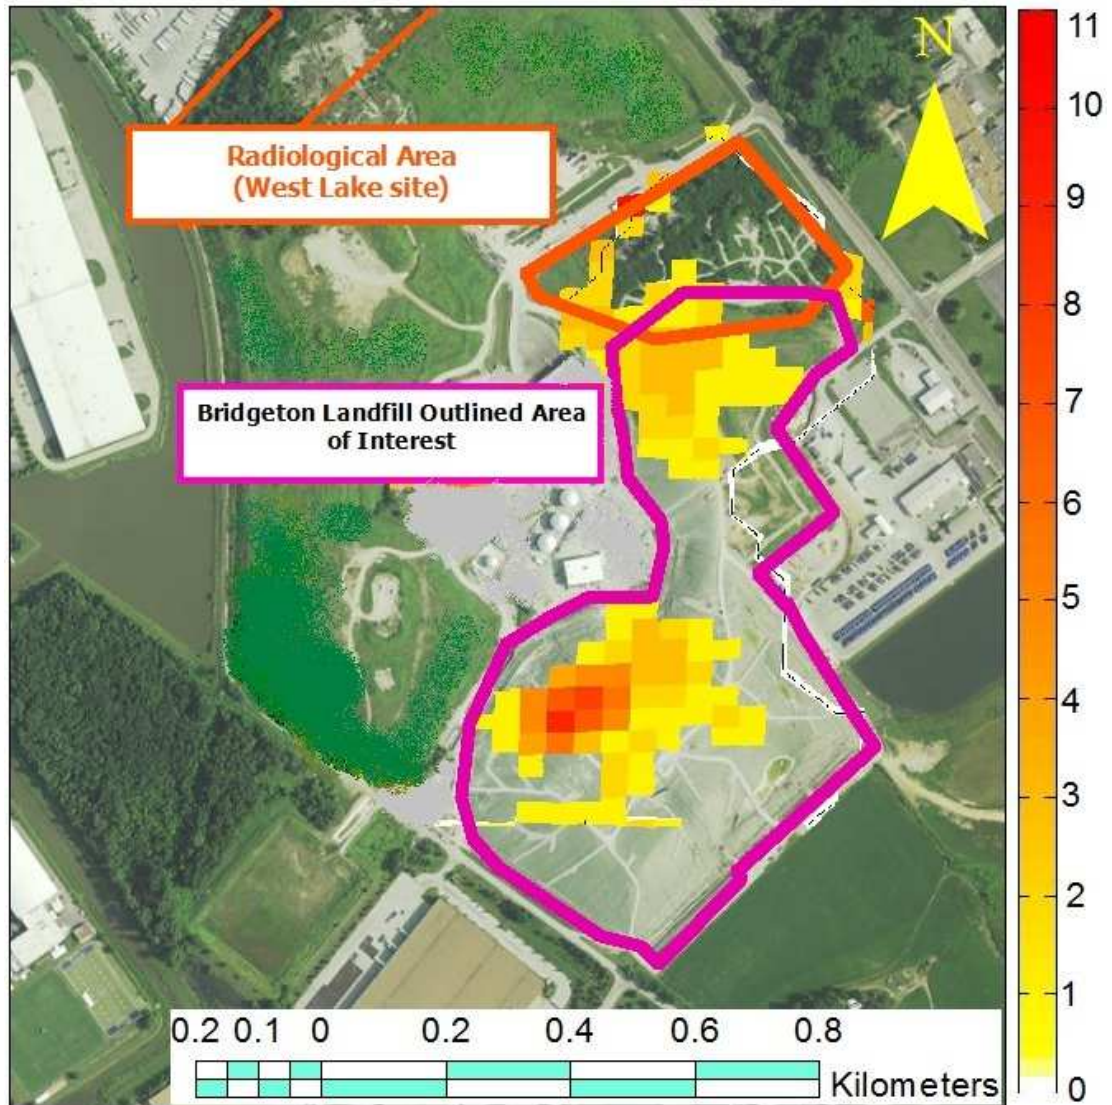 N
Radiological Area
(West Lake site)
Bridgeton Landfill Outlined Area
of Interest
11
10
9
8
7
6
5
4
3
2
1
0
0.2 0.1 0 0.2 0.4 0.6 0.8
Kilometers